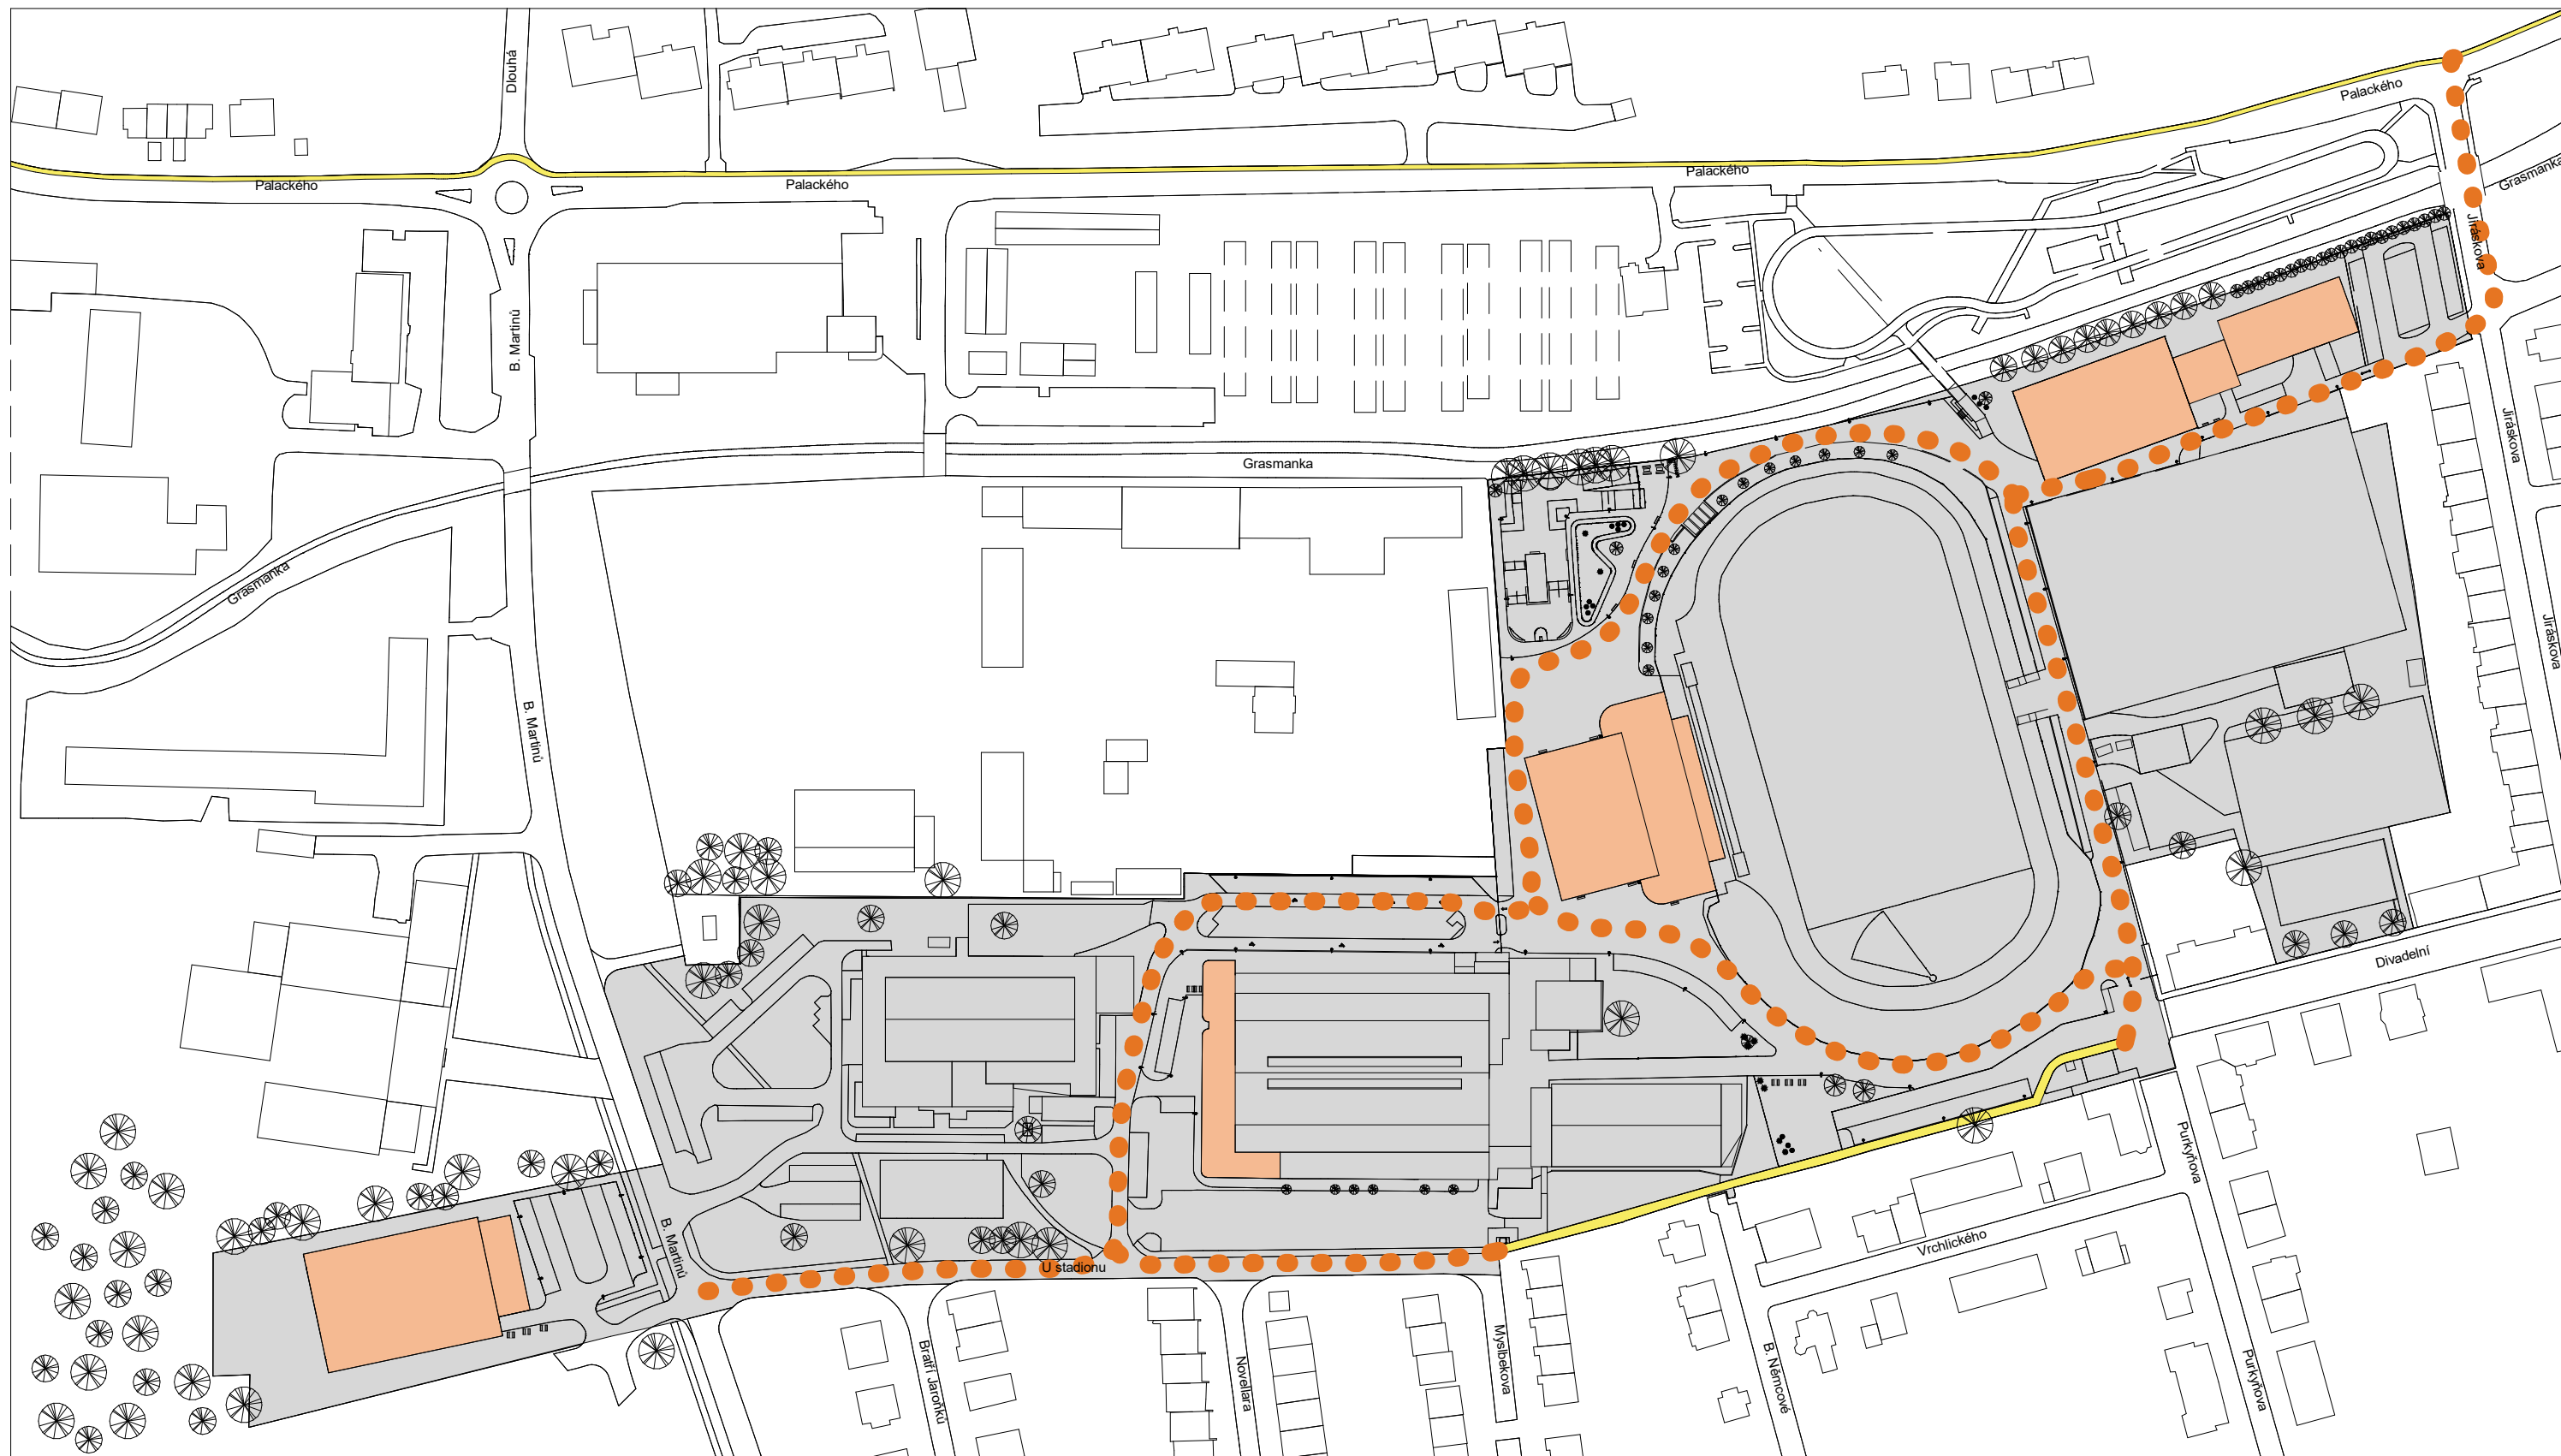 Dlouhá
Palackého
Palackého
Palackého
Palackého
Grasmanka
Jiráskova
B. Martinů
Grasmanka
Jiráskova
Grasmanka
Jiráskova
B. Martinů
Divadelní
Purkyňova
B. Martinů
U stadionu
Vrchlického
Bratří Jaroňků
Novellara
Myslbekova
B. Němcové
Purkyňova